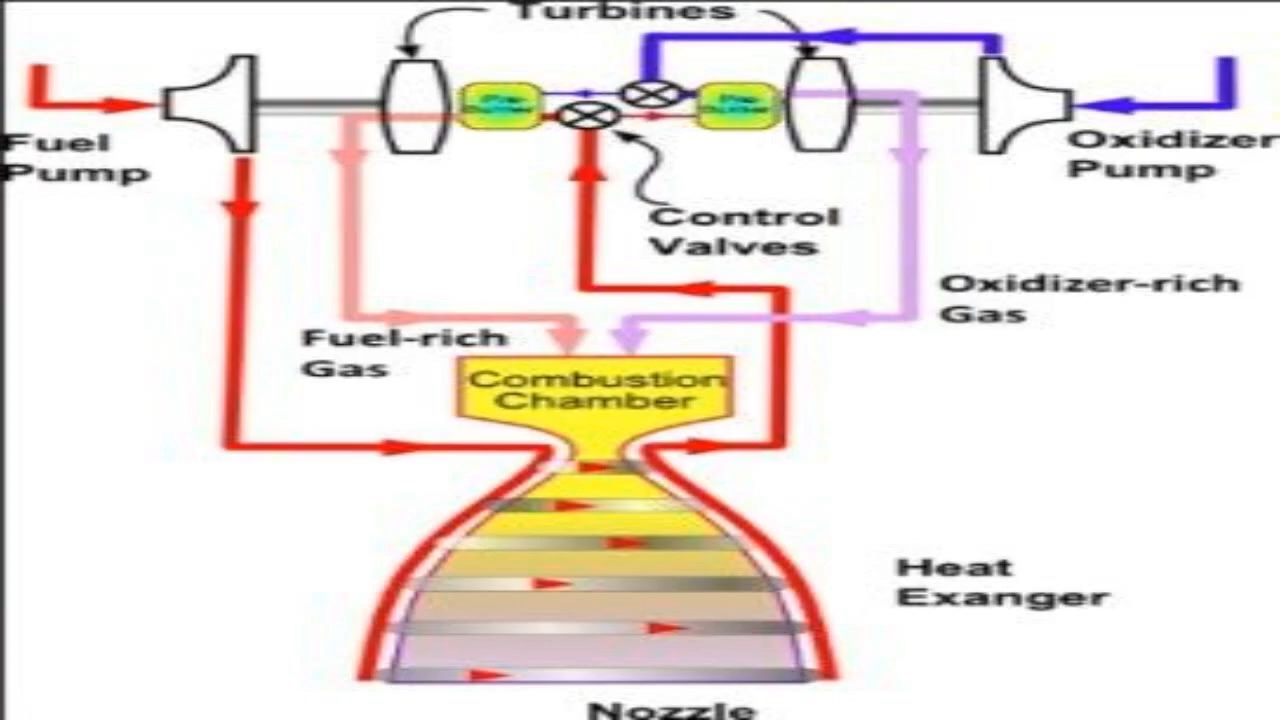 Turbines
Fuel
Pump
Oxidizer
Pump
Control
Valves
Oxidizer-rich
Gas
Fuel-rich
Gas
Combustion
Chamber
Heat
Exanger
Nozzle